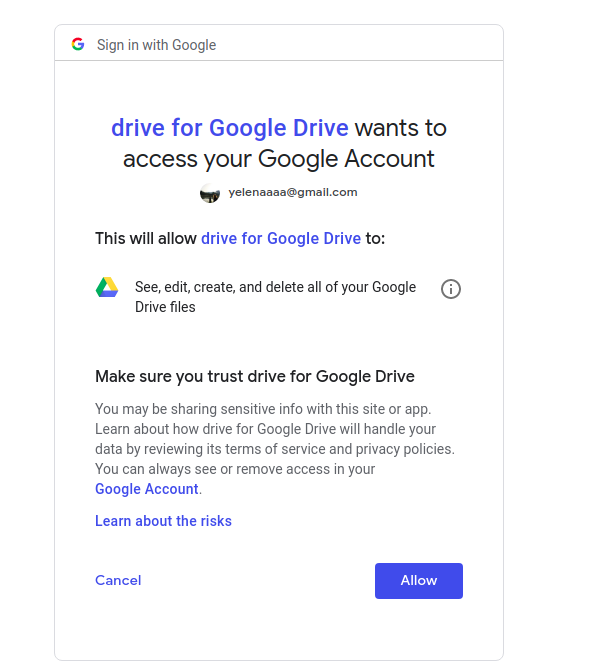 Sign in with Google
drive for Google Drive wants to
access your Google Account
yelenaaaa@gmail.com
This will allow drive for Google Drive to:
See, edit, create, and delete all of your Google
Drive files
Make sure you trust drive for Google Drive
You may be sharing sensitive info with this site or app.
Learn about how drive for Google Drive will handle your
data by reviewing its terms of service and privacy policies.
You can always see or remove access in your
Google Account.
Learn about the risks
Cancel
Allow